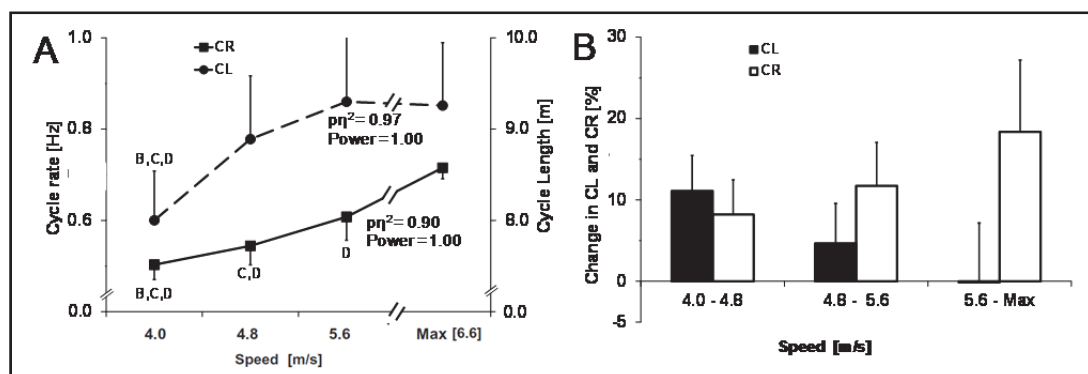 A
CR
CL
1.0
0.8
0.6
0.0
Cycle rate [Hz]
10.0
9.0
8.0
0.0
Cycle Length [m]
B,C,D
pη²= 0.97
Power=1.00
pη²= 0.90
Power=1.00
B,C,D
C,D
D
4.0 4.8 5.6 Max [6.6]
Speed [m/s]
B
CL
CR
30
20
10
0
-5
Change in CL and CR [%]
4.0 - 4.8 4.8 - 5.6 5.6 - Max
Speed [m/s]